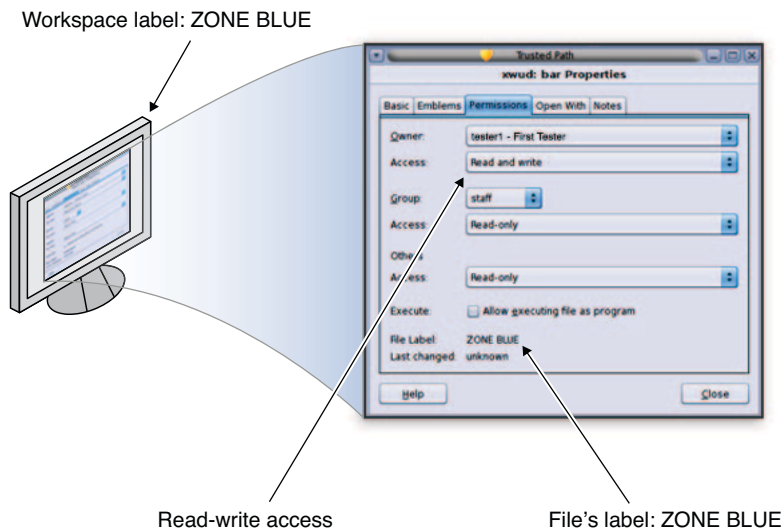 Workspace label: ZONE BLUE
Trusted Path
xwud: bar Properties
Basic Emblems Permissions Open With Notes
Owner: tester1 - First Tester
Access: Read and write
Group: staff
Access: Read-only
Others
Access: Read-only
Execute: Allow executing file as program
File Label: ZONE BLUE
Last changed: unknown
Help Close
Read-write access File's label: ZONE BLUE